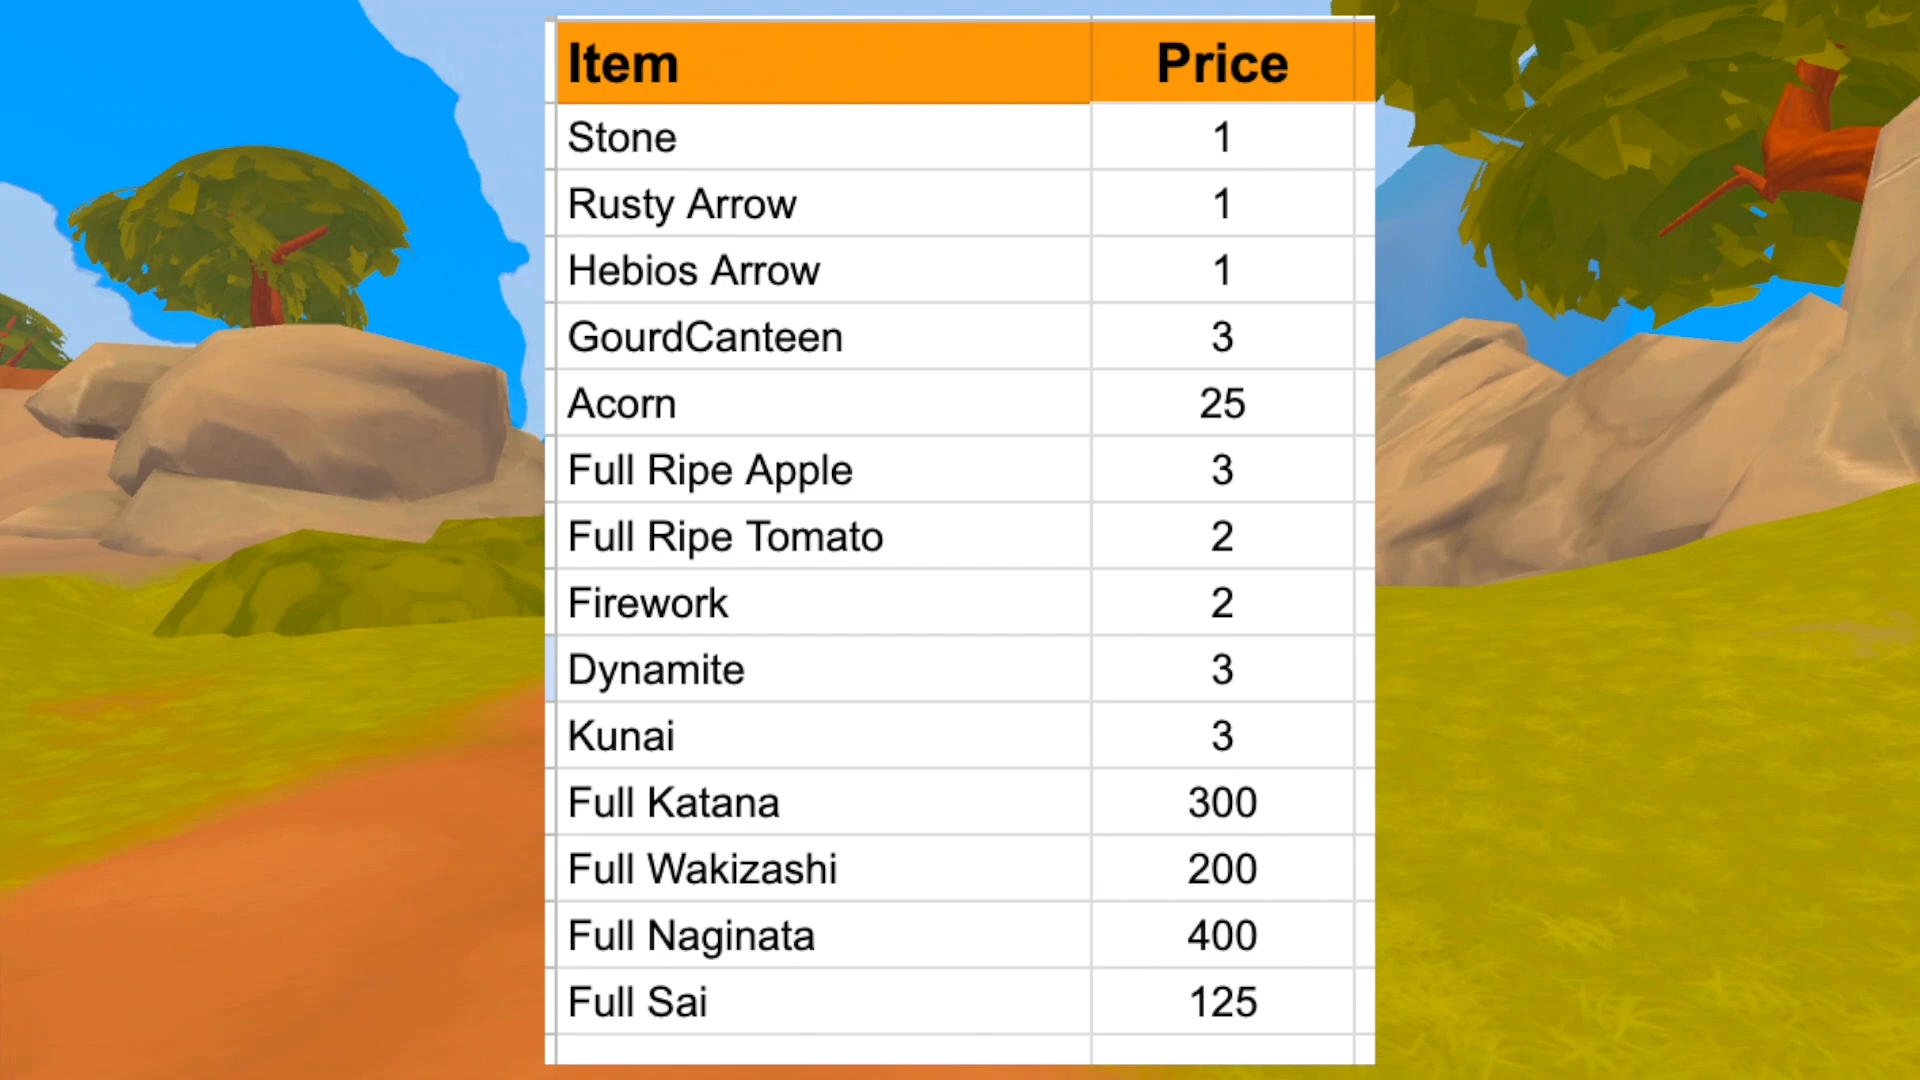 Item Price
Stone 1
Rusty Arrow 1
Hebios Arrow 1
GourdCanteen 3
Acorn 25
Full Ripe Apple 3
Full Ripe Tomato 2
Firework 2
Dynamite 3
Kunai 3
Full Katana 300
Full Wakizashi 200
Full Naginata 400
Full Sai 125